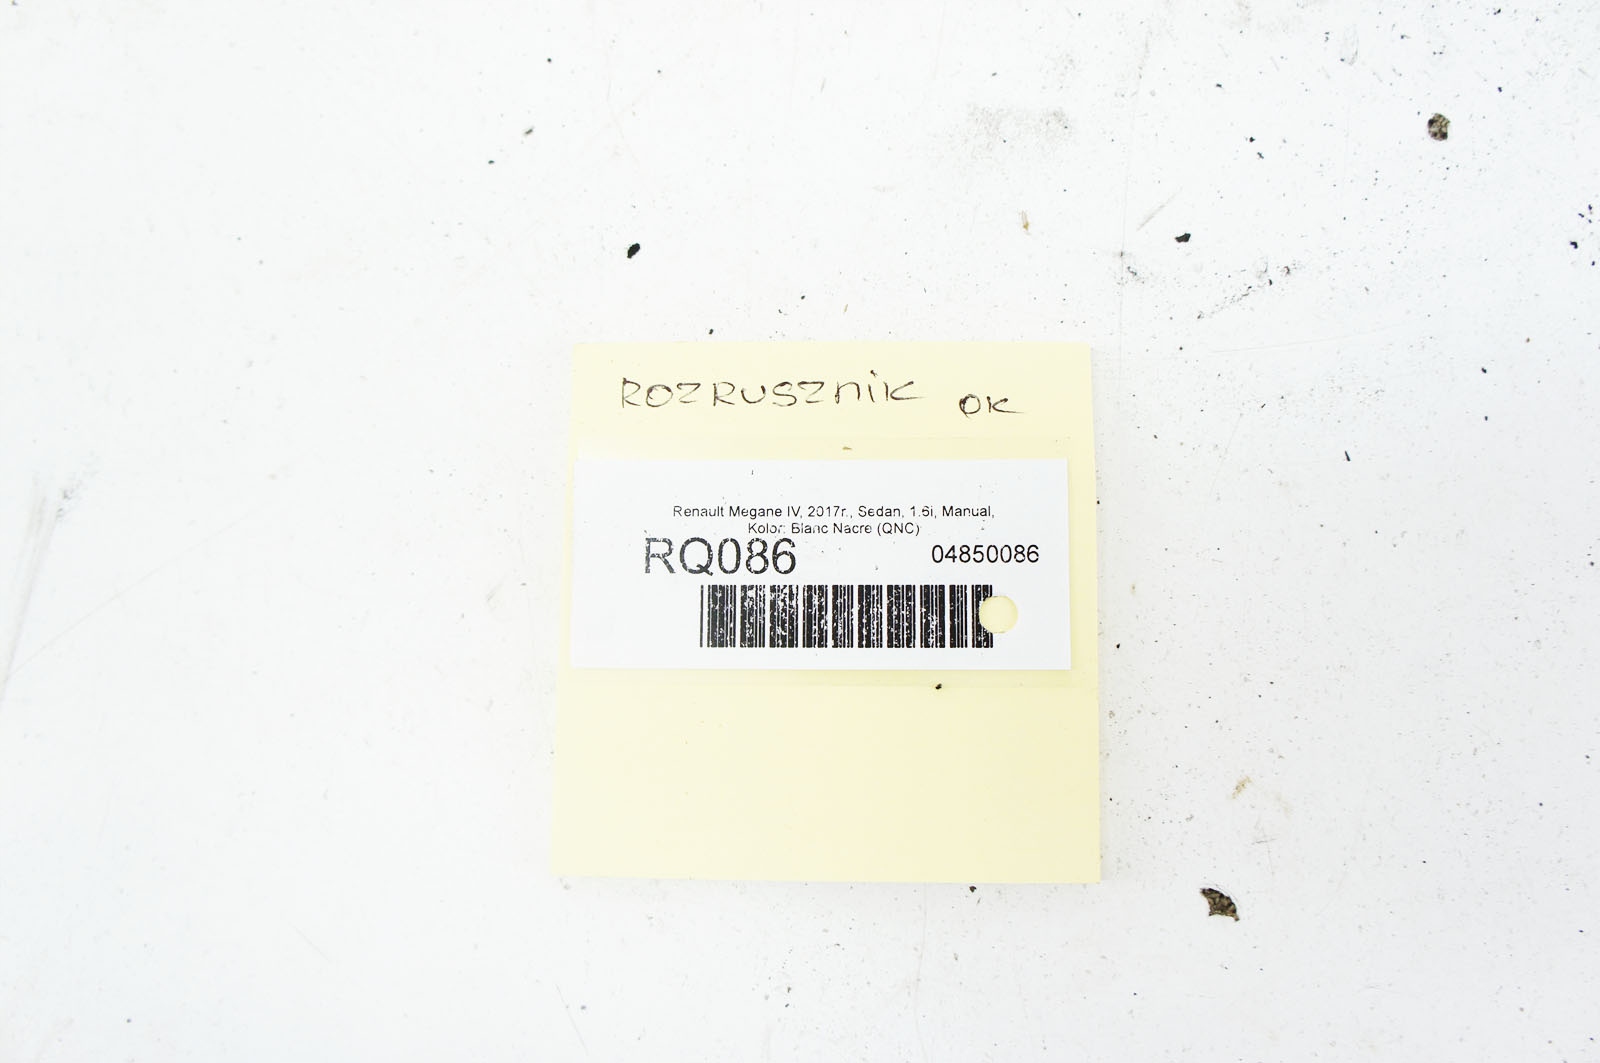 ROZRUSZNIK OK
Renault Megane IV, 2017r., Sedan, 1.6i, Manual,
Kolor: Blanc Nacre (QNC)
RQ086 04850086